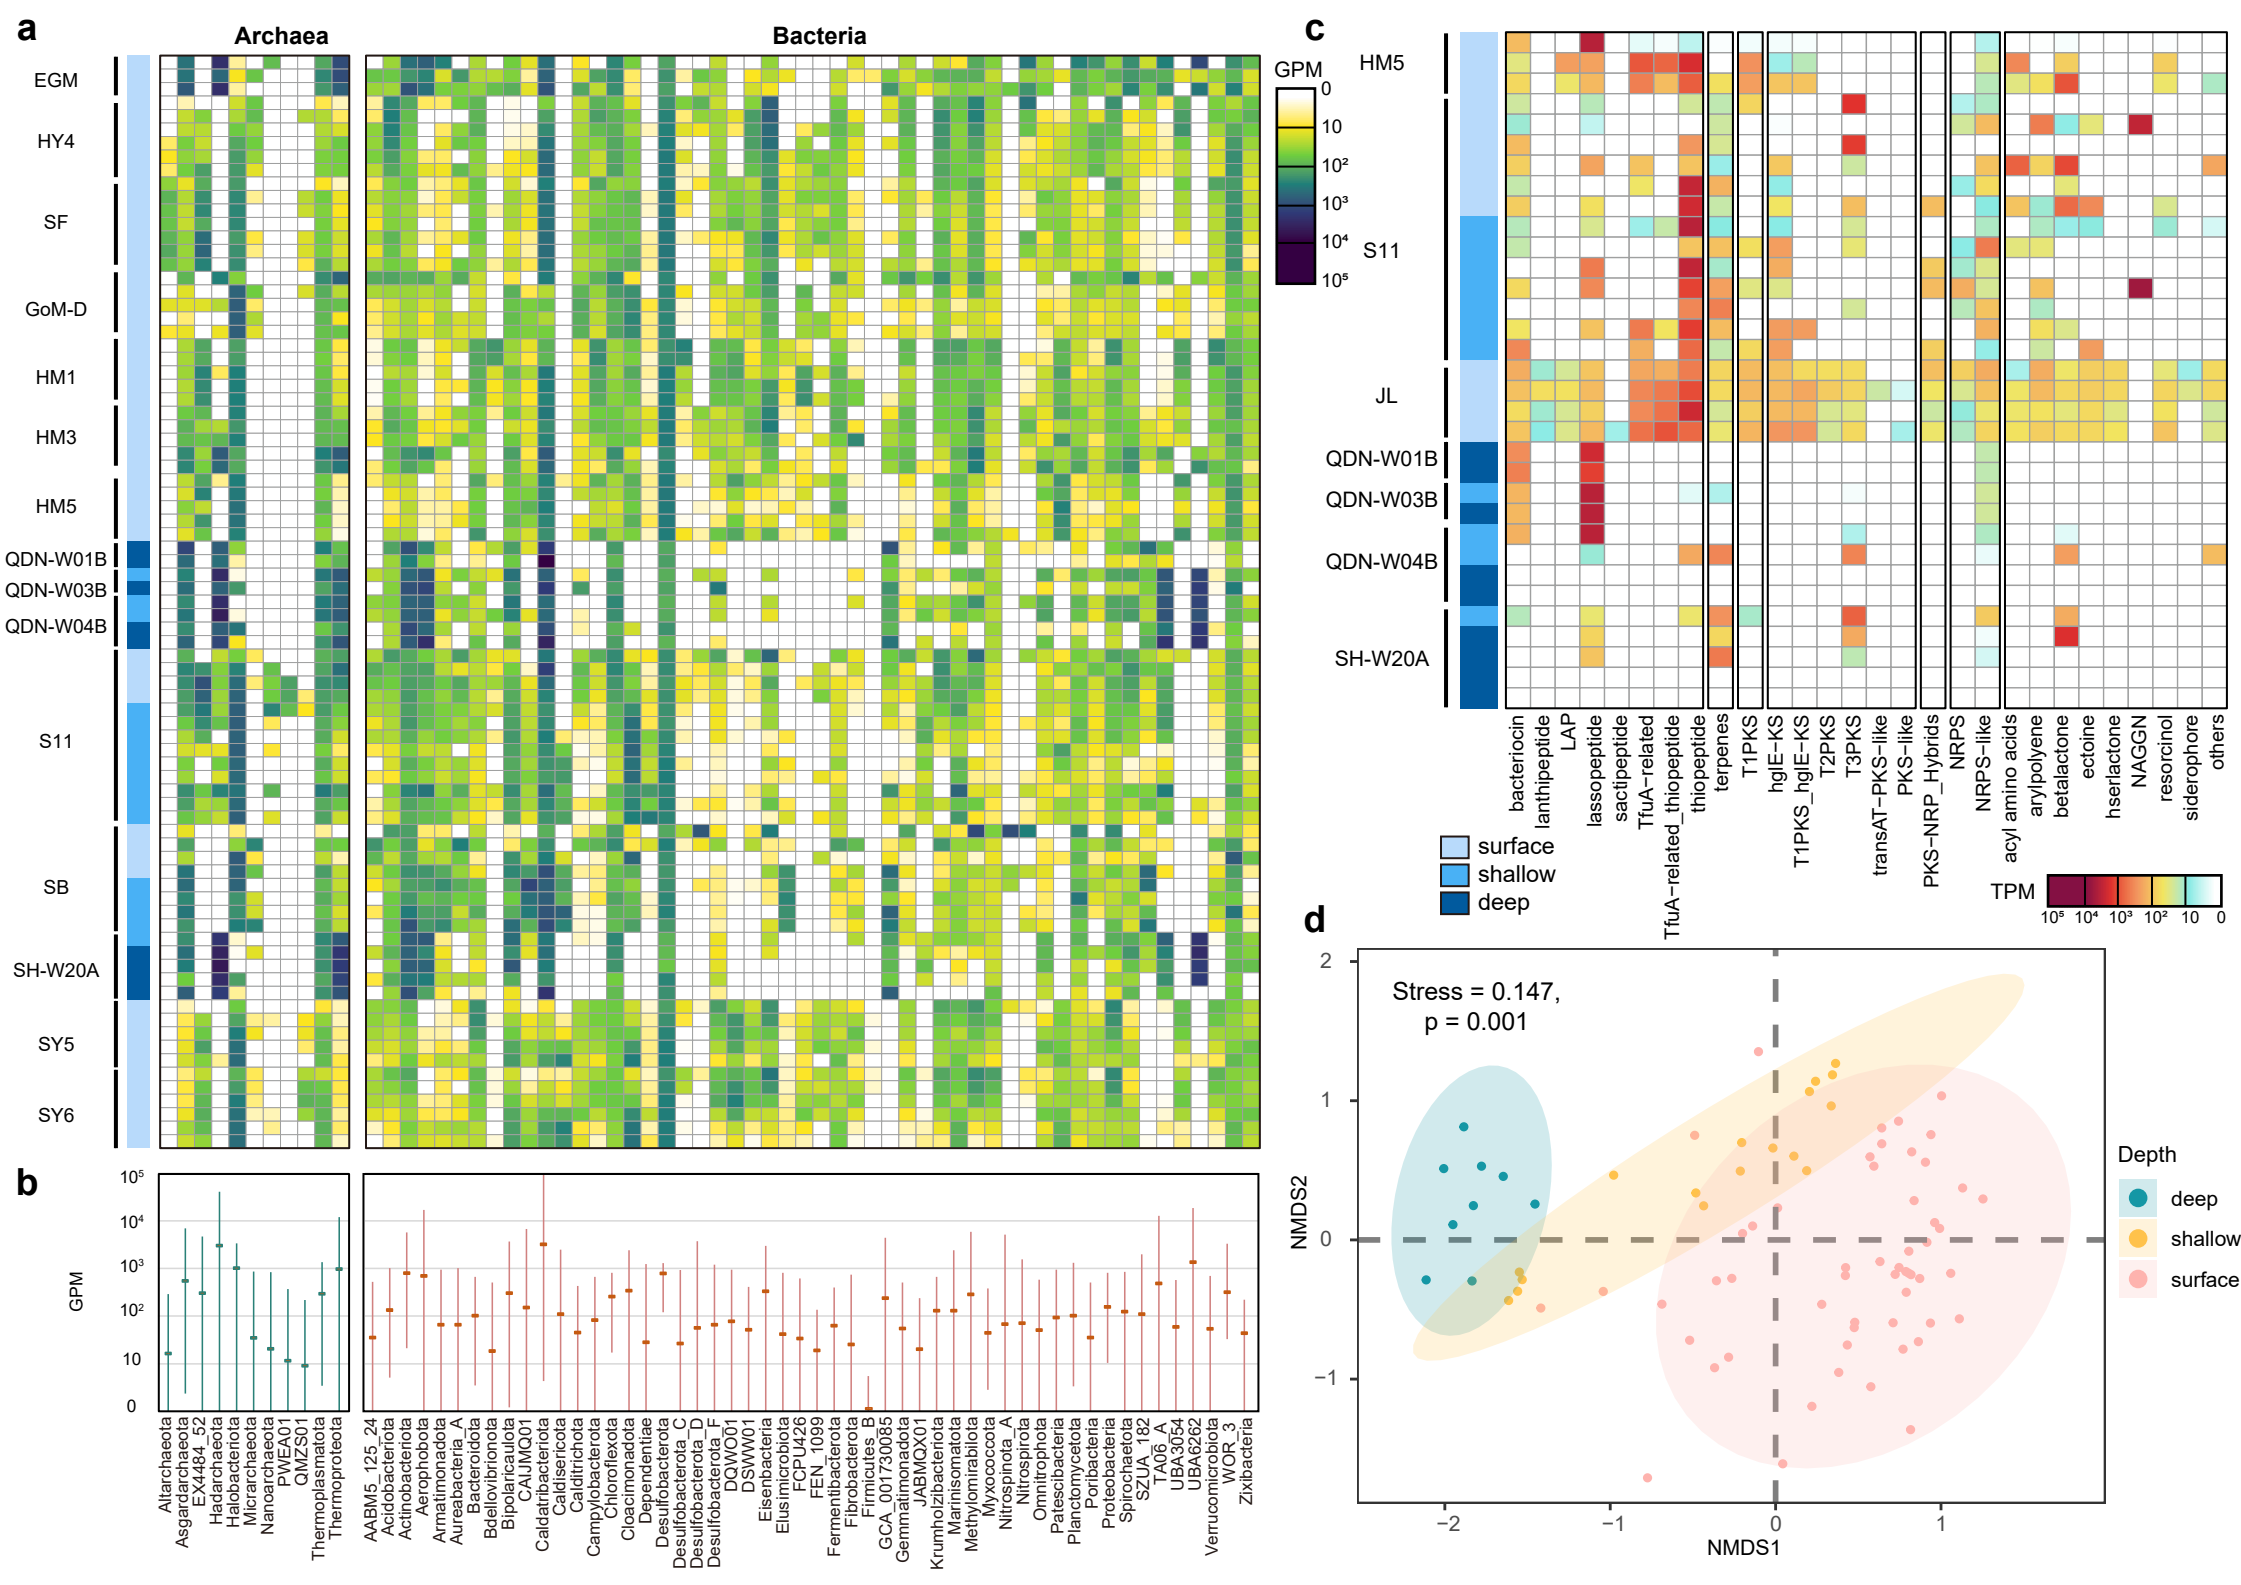 a
Archaea
Bacteria
EGM
HY4
SF
GoM-D
HM1
HM3
HM5
QDN-W01B
QDN-W03B
QDN-W04B
S11
SB
SH-W20A
SY5
SY6
GPM
0
10
10²
10³
10⁴
10⁵
b
GPM
10⁵
10⁴
10³
10²
10
0
Altarchaeota
Asgardarchaeota
EX4484_52
Hadarchaeota
Halobacteriota
Micrarchaeota
Nanoarchaeota
PWEA01
QMZS01
Thermoplasmatota
Thermoproteota
AABM5_125_24
Acidobacteriota
Actinobacteriota
Aerophobota
Armatimonadota
Aureabacteria_A
Bacteroidota
Bdellovibrionota
Bipolaricaulota
CAIJMQ01
Caldatribacteriota
Caldisericota
Calditrichota
Campylobacterota
Chloroflexota
Cloacimonadota
Dependentiae
Desulfobacterota
Desulfobacterota_C
Desulfobacterota_D
Desulfobacterota_F
DQWO01
DSWW01
Eisenbacteria
Elusimicrobiota
FCPU426
FEN_1099
Fermentibacterota
Fibrobacterota
Firmicutes_B
GCA_001730085
Gemmatimonadota
JABMQX01
Krumholzibacteriota
Marinisomatota
Methylomirabilota
Myxococcota
Nitrospinota_A
Nitrospirota
Omnitrophota
Patescibacteria
Planctomycetota
Poribacteria
Proteobacteria
Spirochaetota
SZUA_182
TA06_A
UBA3054
UBA6262
Verrucomicrobiota
WOR_3
Zixibacteria
c
HM5
S11
JL
QDN-W01B
QDN-W03B
QDN-W04B
SH-W20A
bacteriocin
lanthipeptide
LAP
lassopeptide
sactipeptide
TfuA−related
TfuA−related_thiopeptide
thiopeptide
terpenes
T1PKS
hglE−KS
T1PKS_hglE−KS
T2PKS
T3PKS
transAT−PKS−like
PKS−like
PKS−NRP_Hybrids
NRPS
NRPS−like
acyl amino acids
arylpolyene
betalactone
ectoine
hserlactone
NAGGN
resorcinol
siderophore
others
surface
shallow
deep
TPM
10⁵ 10⁴ 10³ 10² 10 0
d
Stress = 0.147,
p = 0.001
NMDS2
2
1
0
−1
−2 −1 0 1
NMDS1
Depth
deep
shallow
surface